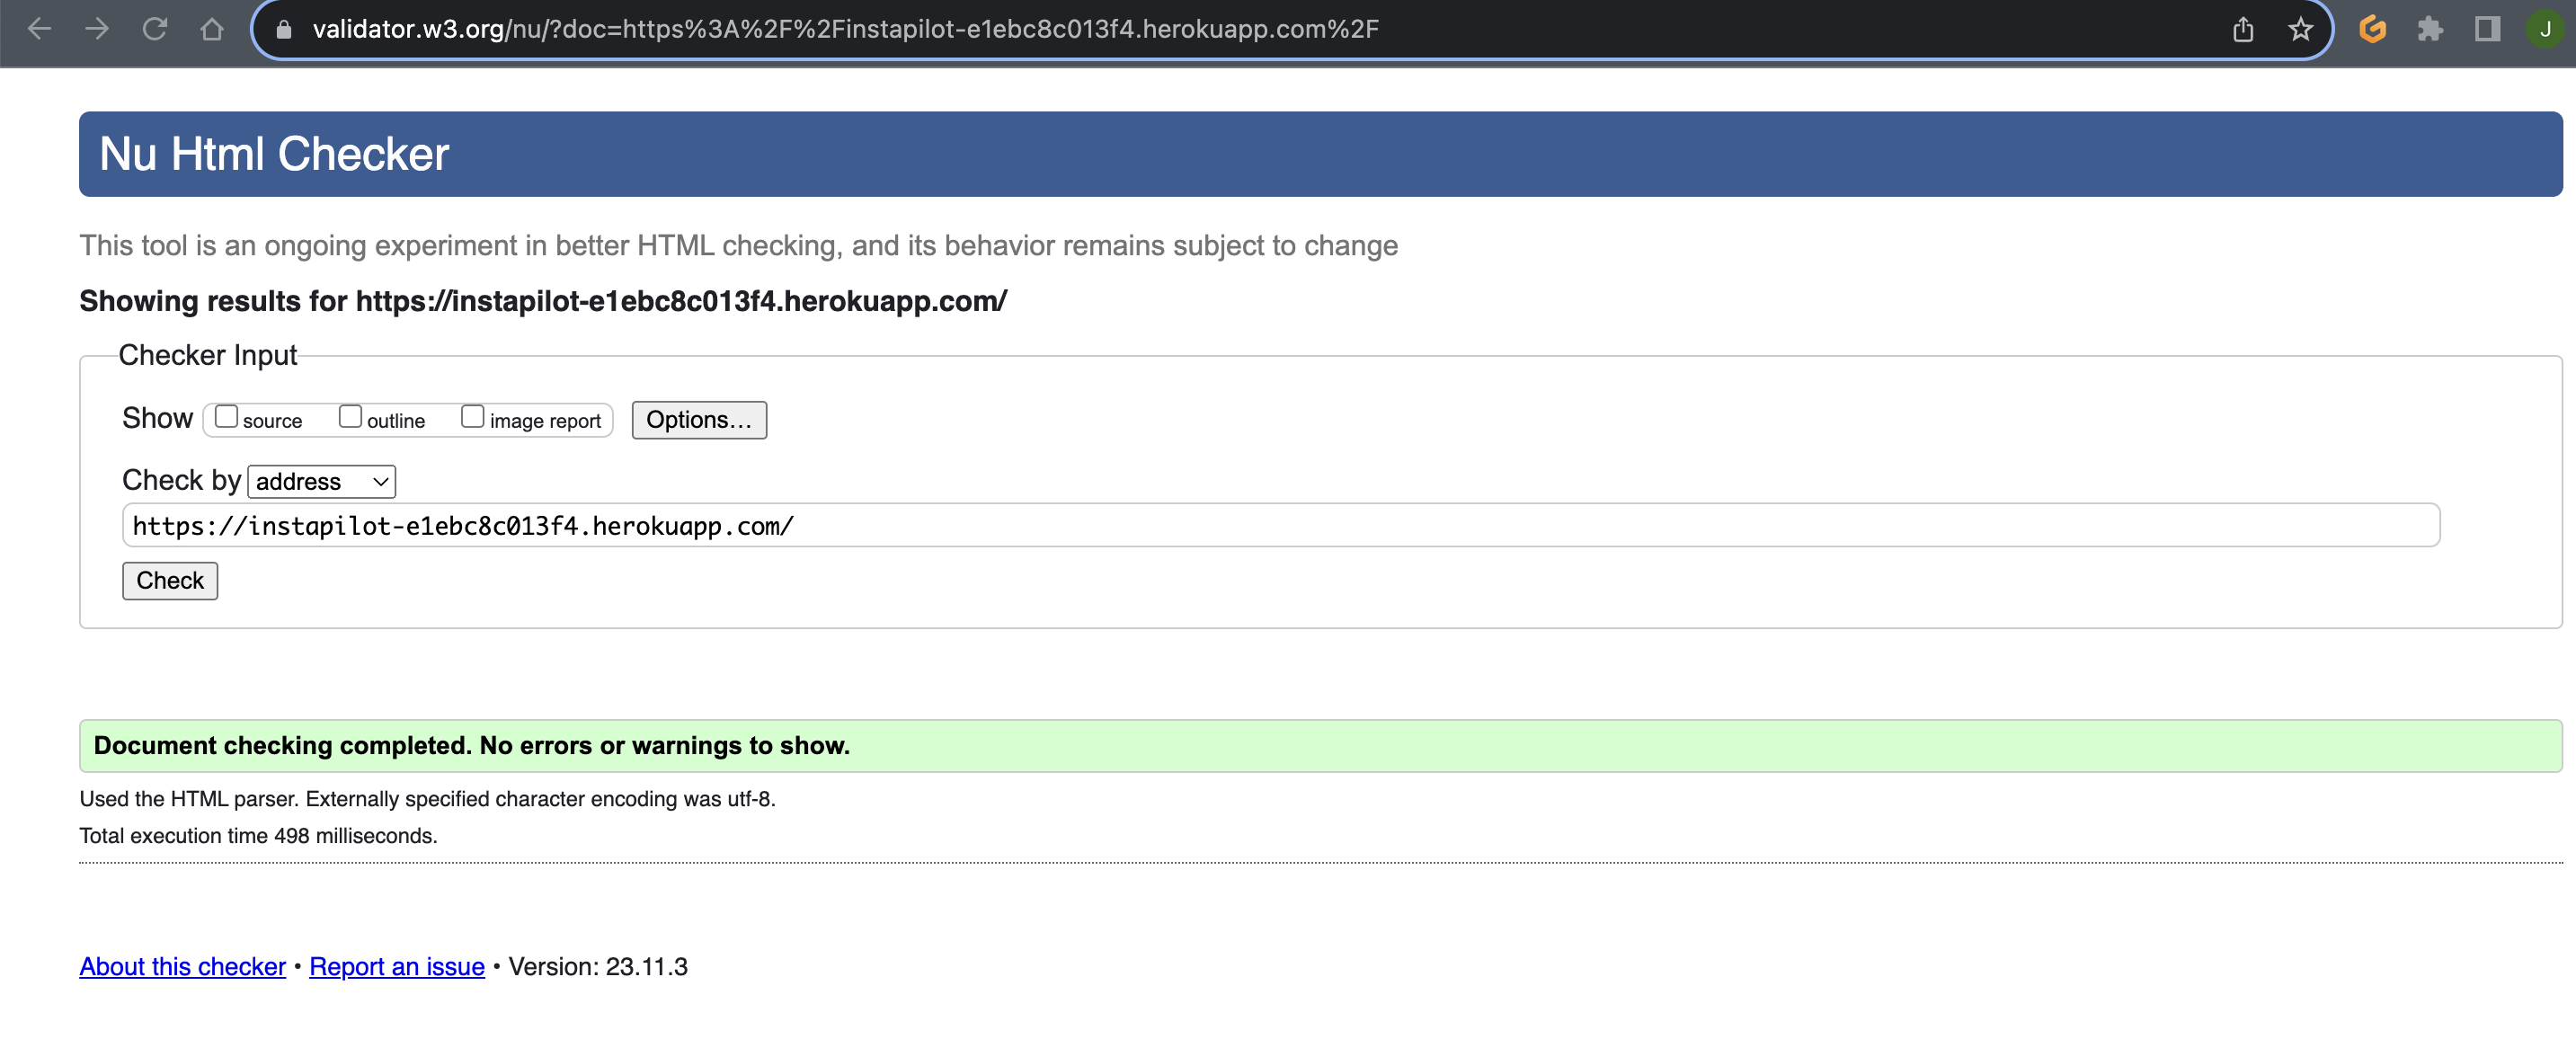 validator.w3.org/nu/?doc=https%3A%2F%2Finstapilot-e1ebc8c013f4.herokuapp.com%2F
J
Nu Html Checker
This tool is an ongoing experiment in better HTML checking, and its behavior remains subject to change
Showing results for https://instapilot-e1ebc8c013f4.herokuapp.com/
Checker Input
Show source outline image report Options...
Check by address
https://instapilot-e1ebc8c013f4.herokuapp.com/
Check
Document checking completed. No errors or warnings to show.
Used the HTML parser. Externally specified character encoding was utf-8.
Total execution time 498 milliseconds.
About this checker • Report an issue • Version: 23.11.3